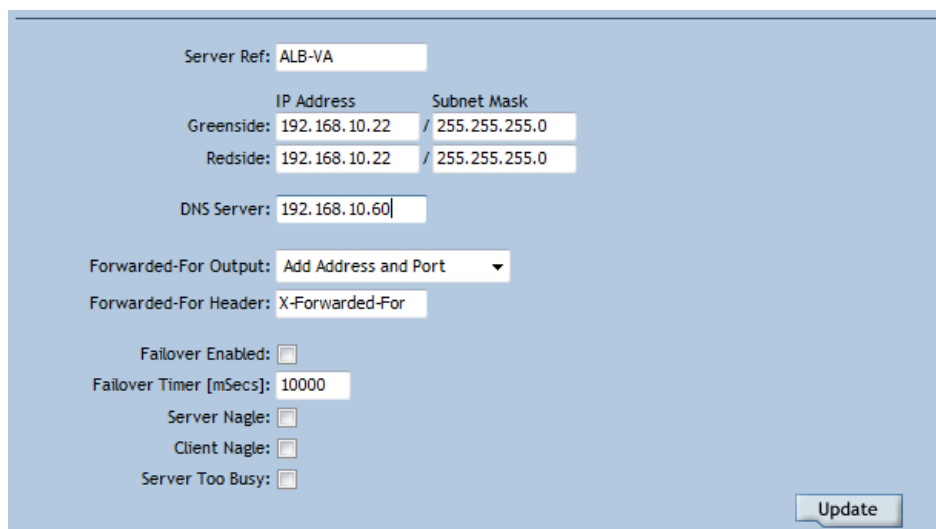 Server Ref: ALB-VA
IP Address Subnet Mask
Greenside: 192.168.10.22 / 255.255.255.0
Redside: 192.168.10.22 / 255.255.255.0
DNS Server: 192.168.10.60
Forwarded-For Output: Add Address and Port
Forwarded-For Header: X-Forwarded-For
Failover Enabled:
Failover Timer [mSecs]: 10000
Server Nagle:
Client Nagle:
Server Too Busy:
Update